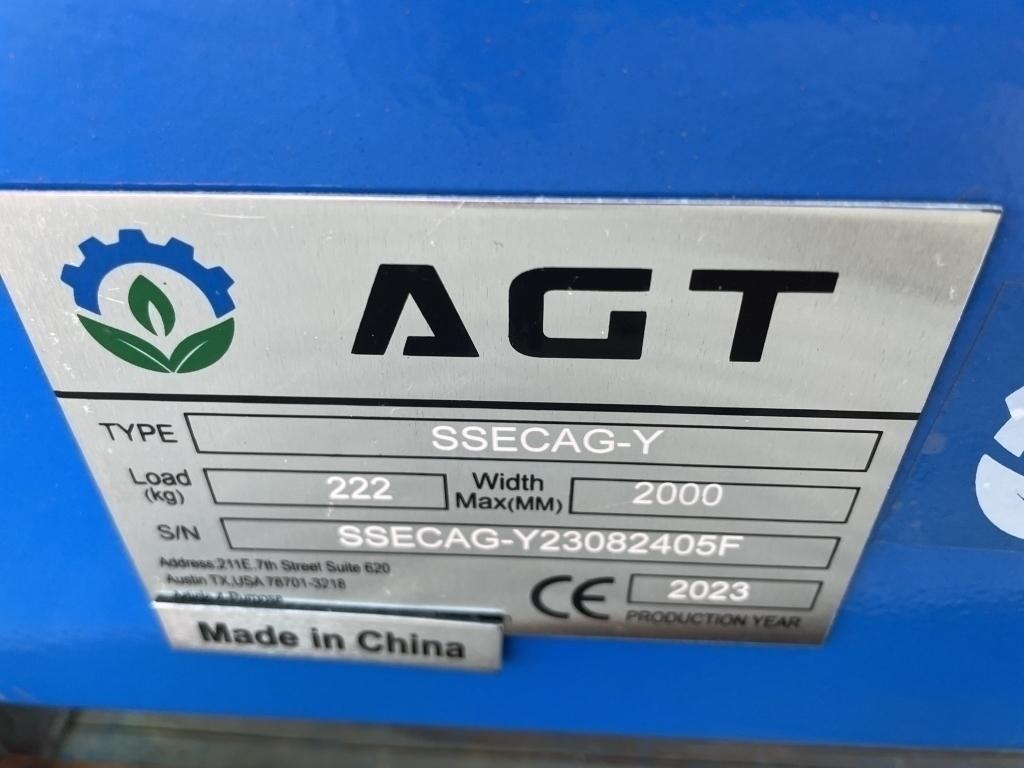 AGT
TYPE SSECAG-Y
Load (kg) 222 Width Max(MM) 2000
S/N SSECAG-Y23082405F
Address:211E.7th Street Suite 620
Austin TX,USA 78701-3218
CE 2023
PRODUCTION YEAR
Made in China